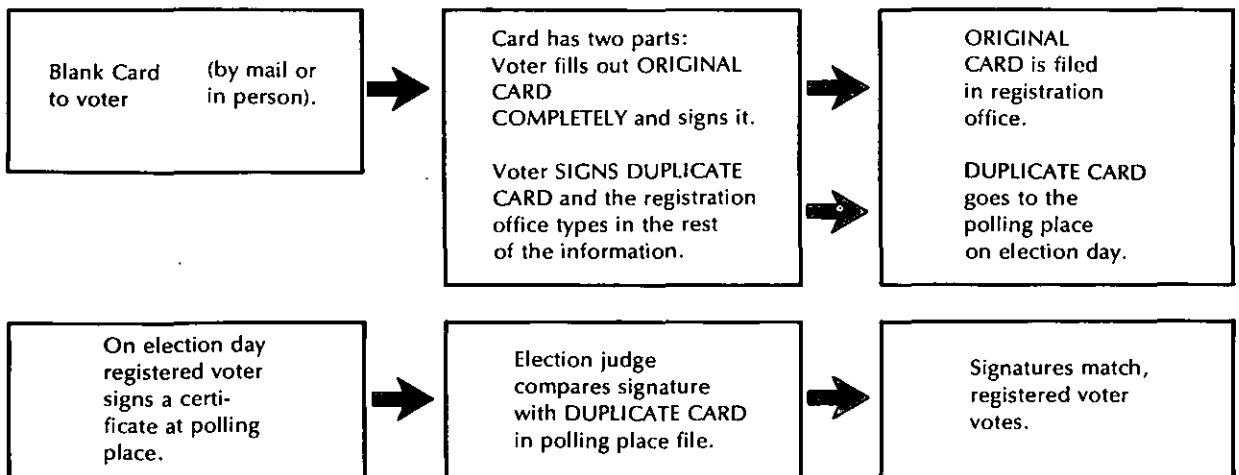 Blank Card (by mail or
to voter in person).
Card has two parts:
Voter fills out ORIGINAL
CARD
COMPLETELY and signs it.
Voter SIGNS DUPLICATE
CARD and the registration
office types in the rest
of the information.
ORIGINAL
CARD is filed
in registration
office.
DUPLICATE CARD
goes to the
polling place
on election day.
On election day
registered voter
signs a certi-
ficate at polling
place.
Election judge
compares signature
with DUPLICATE CARD
in polling place file.
Signatures match,
registered voter
votes.